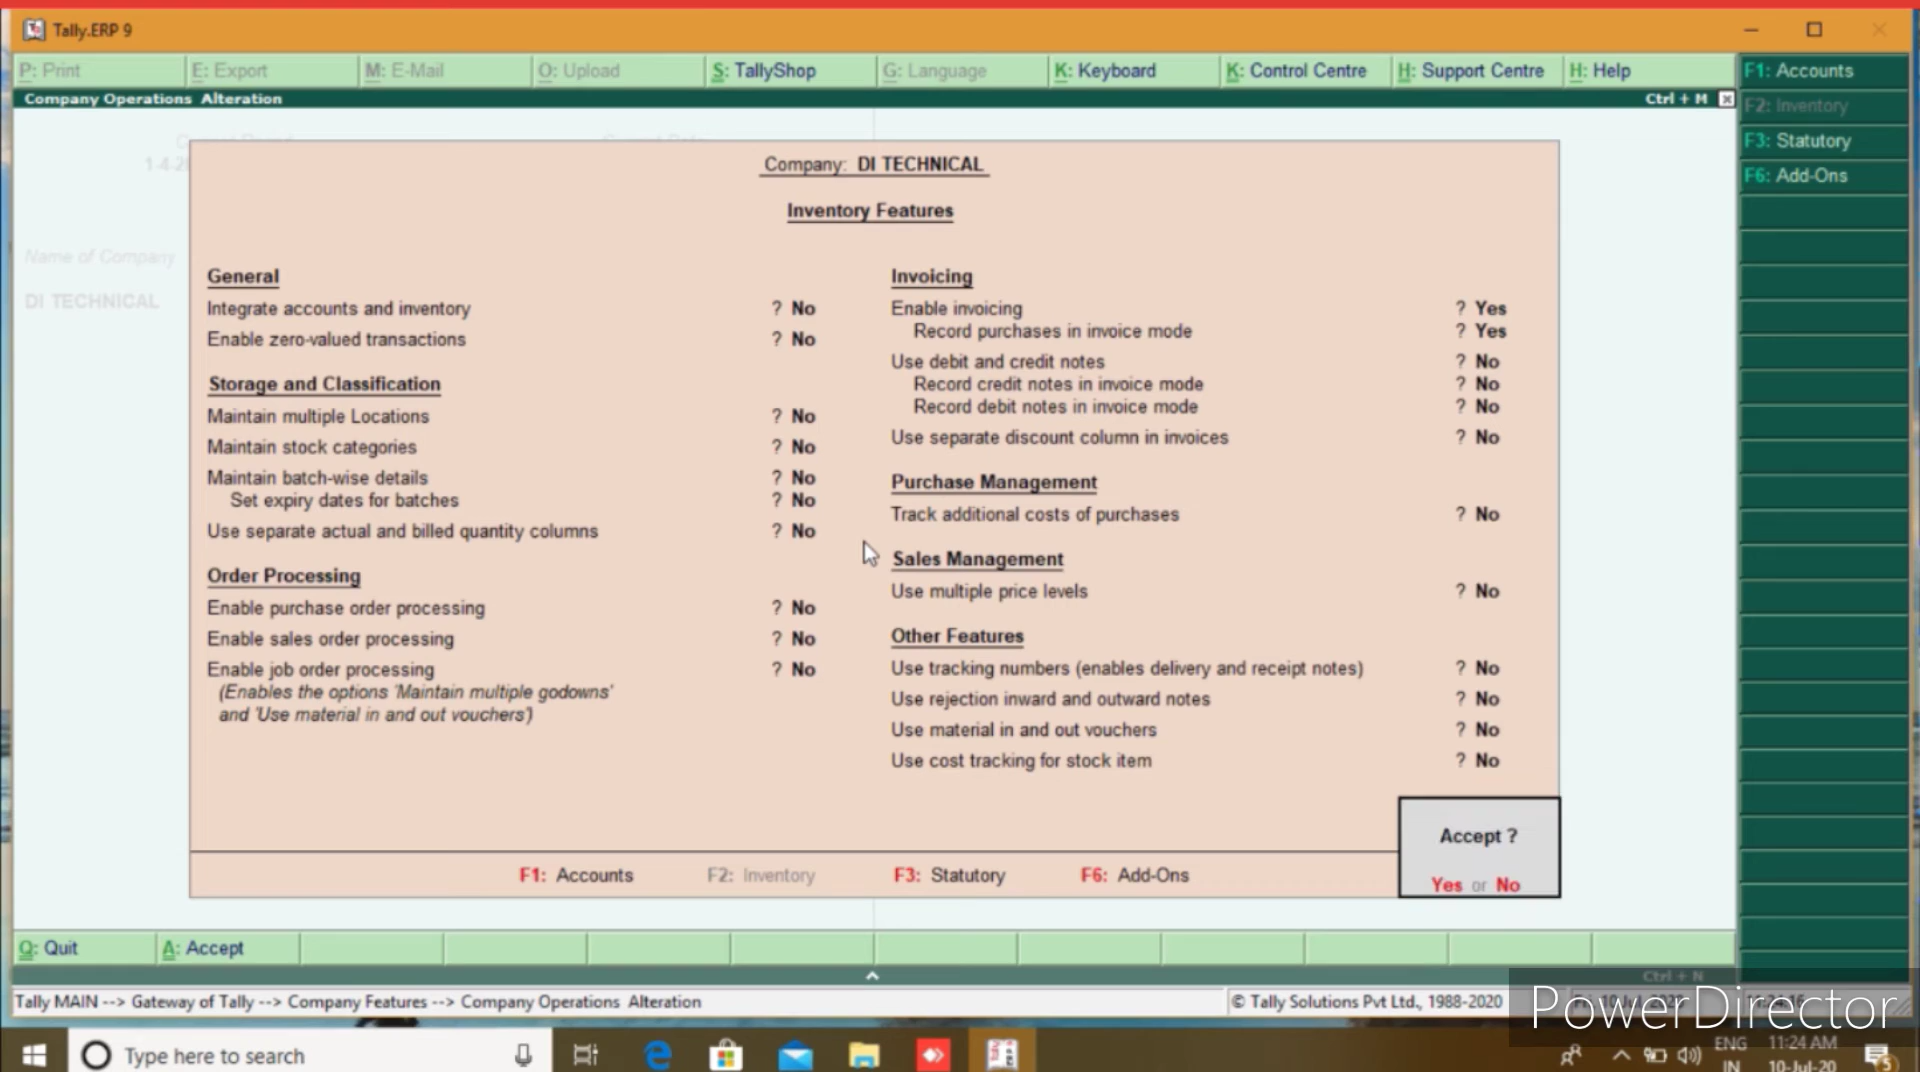 Tally.ERP 9
P: Print E: Export M: E-Mail O: Upload S: TallyShop G: Language K: Keyboard K: Control Centre H: Support Centre H: Help
F1: Accounts
Company Operations Alteration Ctrl + M
F2: Inventory
F3: Statutory
F6: Add-Ons
Company: DI TECHNICAL
Inventory Features
Name of Company
DI TECHNICAL
General
Integrate accounts and inventory ? No
Enable zero-valued transactions ? No
Storage and Classification
Maintain multiple Locations ? No
Maintain stock categories ? No
Maintain batch-wise details ? No
Set expiry dates for batches ? No
Use separate actual and billed quantity columns ? No
Order Processing
Enable purchase order processing ? No
Enable sales order processing ? No
Enable job order processing ? No
(Enables the options 'Maintain multiple godowns'
and 'Use material in and out vouchers')
Invoicing
Enable invoicing ? Yes
Record purchases in invoice mode ? Yes
Use debit and credit notes ? No
Record credit notes in invoice mode ? No
Record debit notes in invoice mode ? No
Use separate discount column in invoices ? No
Purchase Management
Track additional costs of purchases ? No
Sales Management
Use multiple price levels ? No
Other Features
Use tracking numbers (enables delivery and receipt notes) ? No
Use rejection inward and outward notes ? No
Use material in and out vouchers ? No
Use cost tracking for stock item ? No
Accept ?
Yes or No
F1: Accounts F2: Inventory F3: Statutory F6: Add-Ons
Q: Quit A: Accept
Ctrl + N
Tally MAIN --> Gateway of Tally --> Company Features --> Company Operations Alteration
© Tally Solutions Pvt Ltd., 1988-2020
PowerDirector
Type here to search
ENG
IN
11:24 AM
10-Jul-20
5